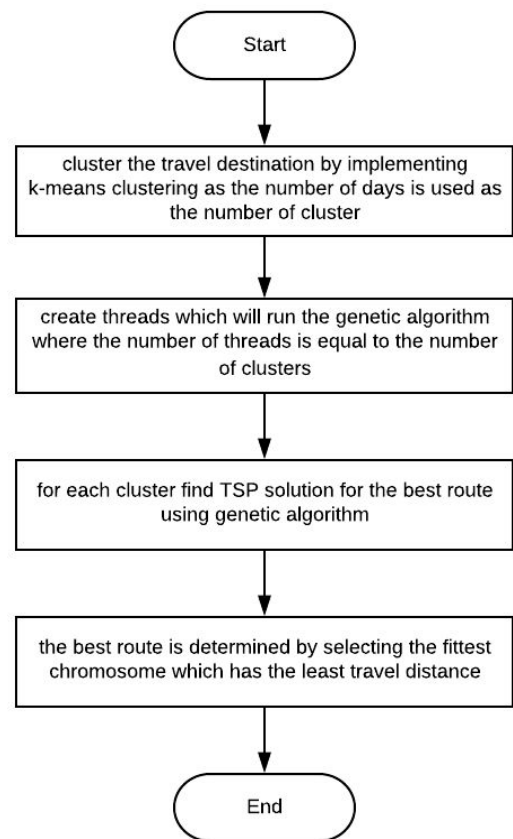 Start
cluster the travel destination by implementing
k-means clustering as the number of days is used as
the number of cluster
create threads which will run the genetic algorithm
where the number of threads is equal to the number
of clusters
for each cluster find TSP solution for the best route
using genetic algorithm
the best route is determined by selecting the fittest
chromosome which has the least travel distance
End